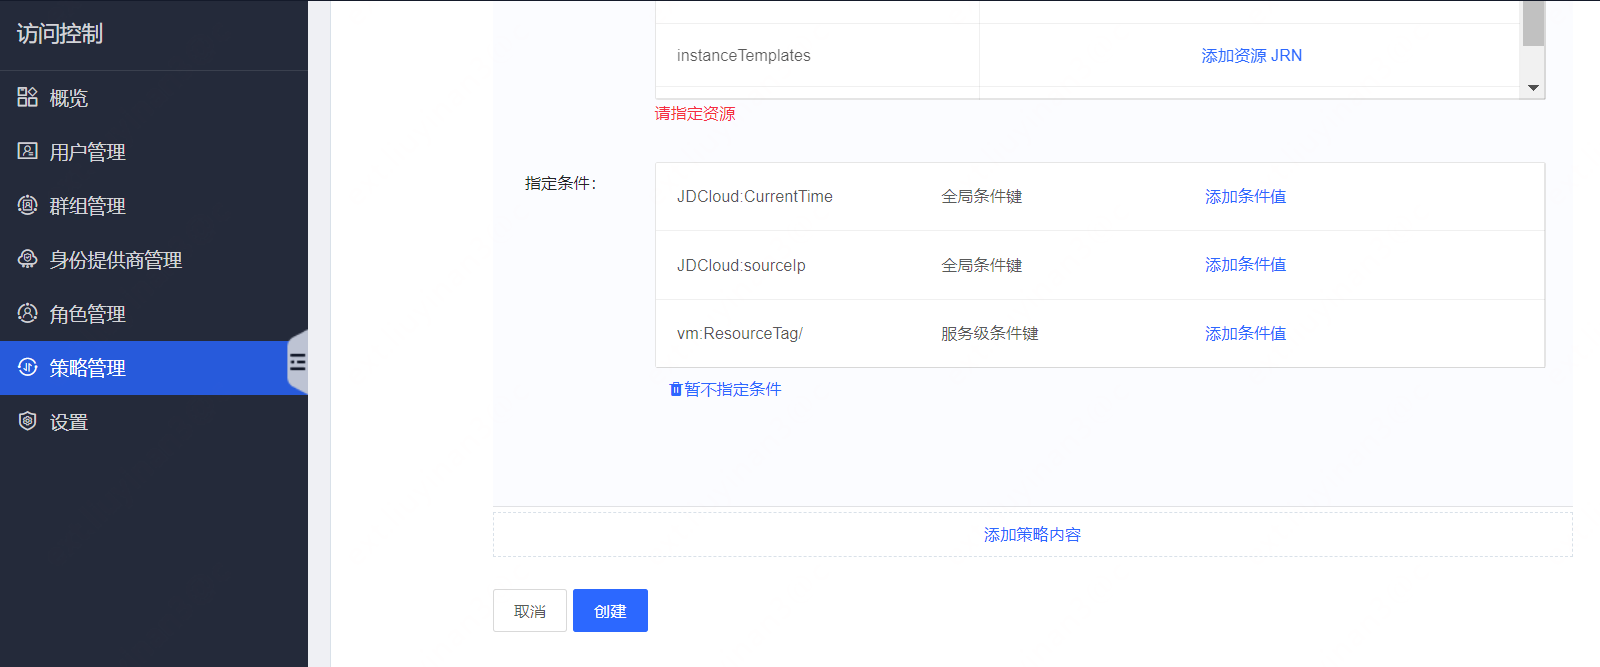 访问控制
概览
用户管理
群组管理
身份提供商管理
角色管理
策略管理
设置
instanceTemplates 添加资源 JRN
请指定资源
指定条件：
JDCloud:CurrentTime 全局条件键 添加条件值
JDCloud:sourceIp 全局条件键 添加条件值
vm:ResourceTag/ 服务级条件键 添加条件值
暂不指定条件
添加策略内容
取消 创建